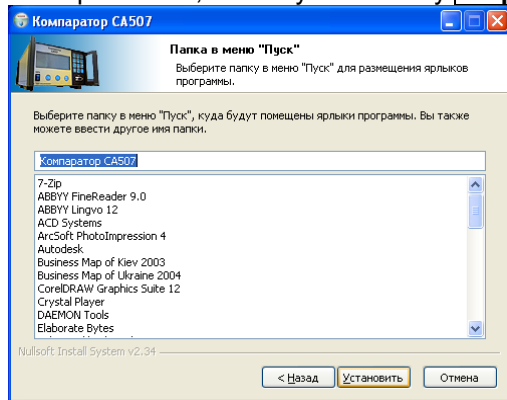 Компаратор CA507
Папка в меню "Пуск"
Выберите папку в меню "Пуск" для размещения ярлыков
программы.
Выберите папку в меню "Пуск", куда будут помещены ярлыки программы. Вы также
можете ввести другое имя папки.
Компаратор CA507
7-Zip
ABBYY FineReader 9.0
ABBYY Lingvo 12
ACD Systems
ArcSoft PhotoImpression 4
Autodesk
Business Map of Kiev 2003
Business Map of Ukraine 2004
CorelDRAW Graphics Suite 12
Crystal Player
DAEMON Tools
Elaborate Bytes
Nullsoft Install System v2.34
< Назад Установить Отмена